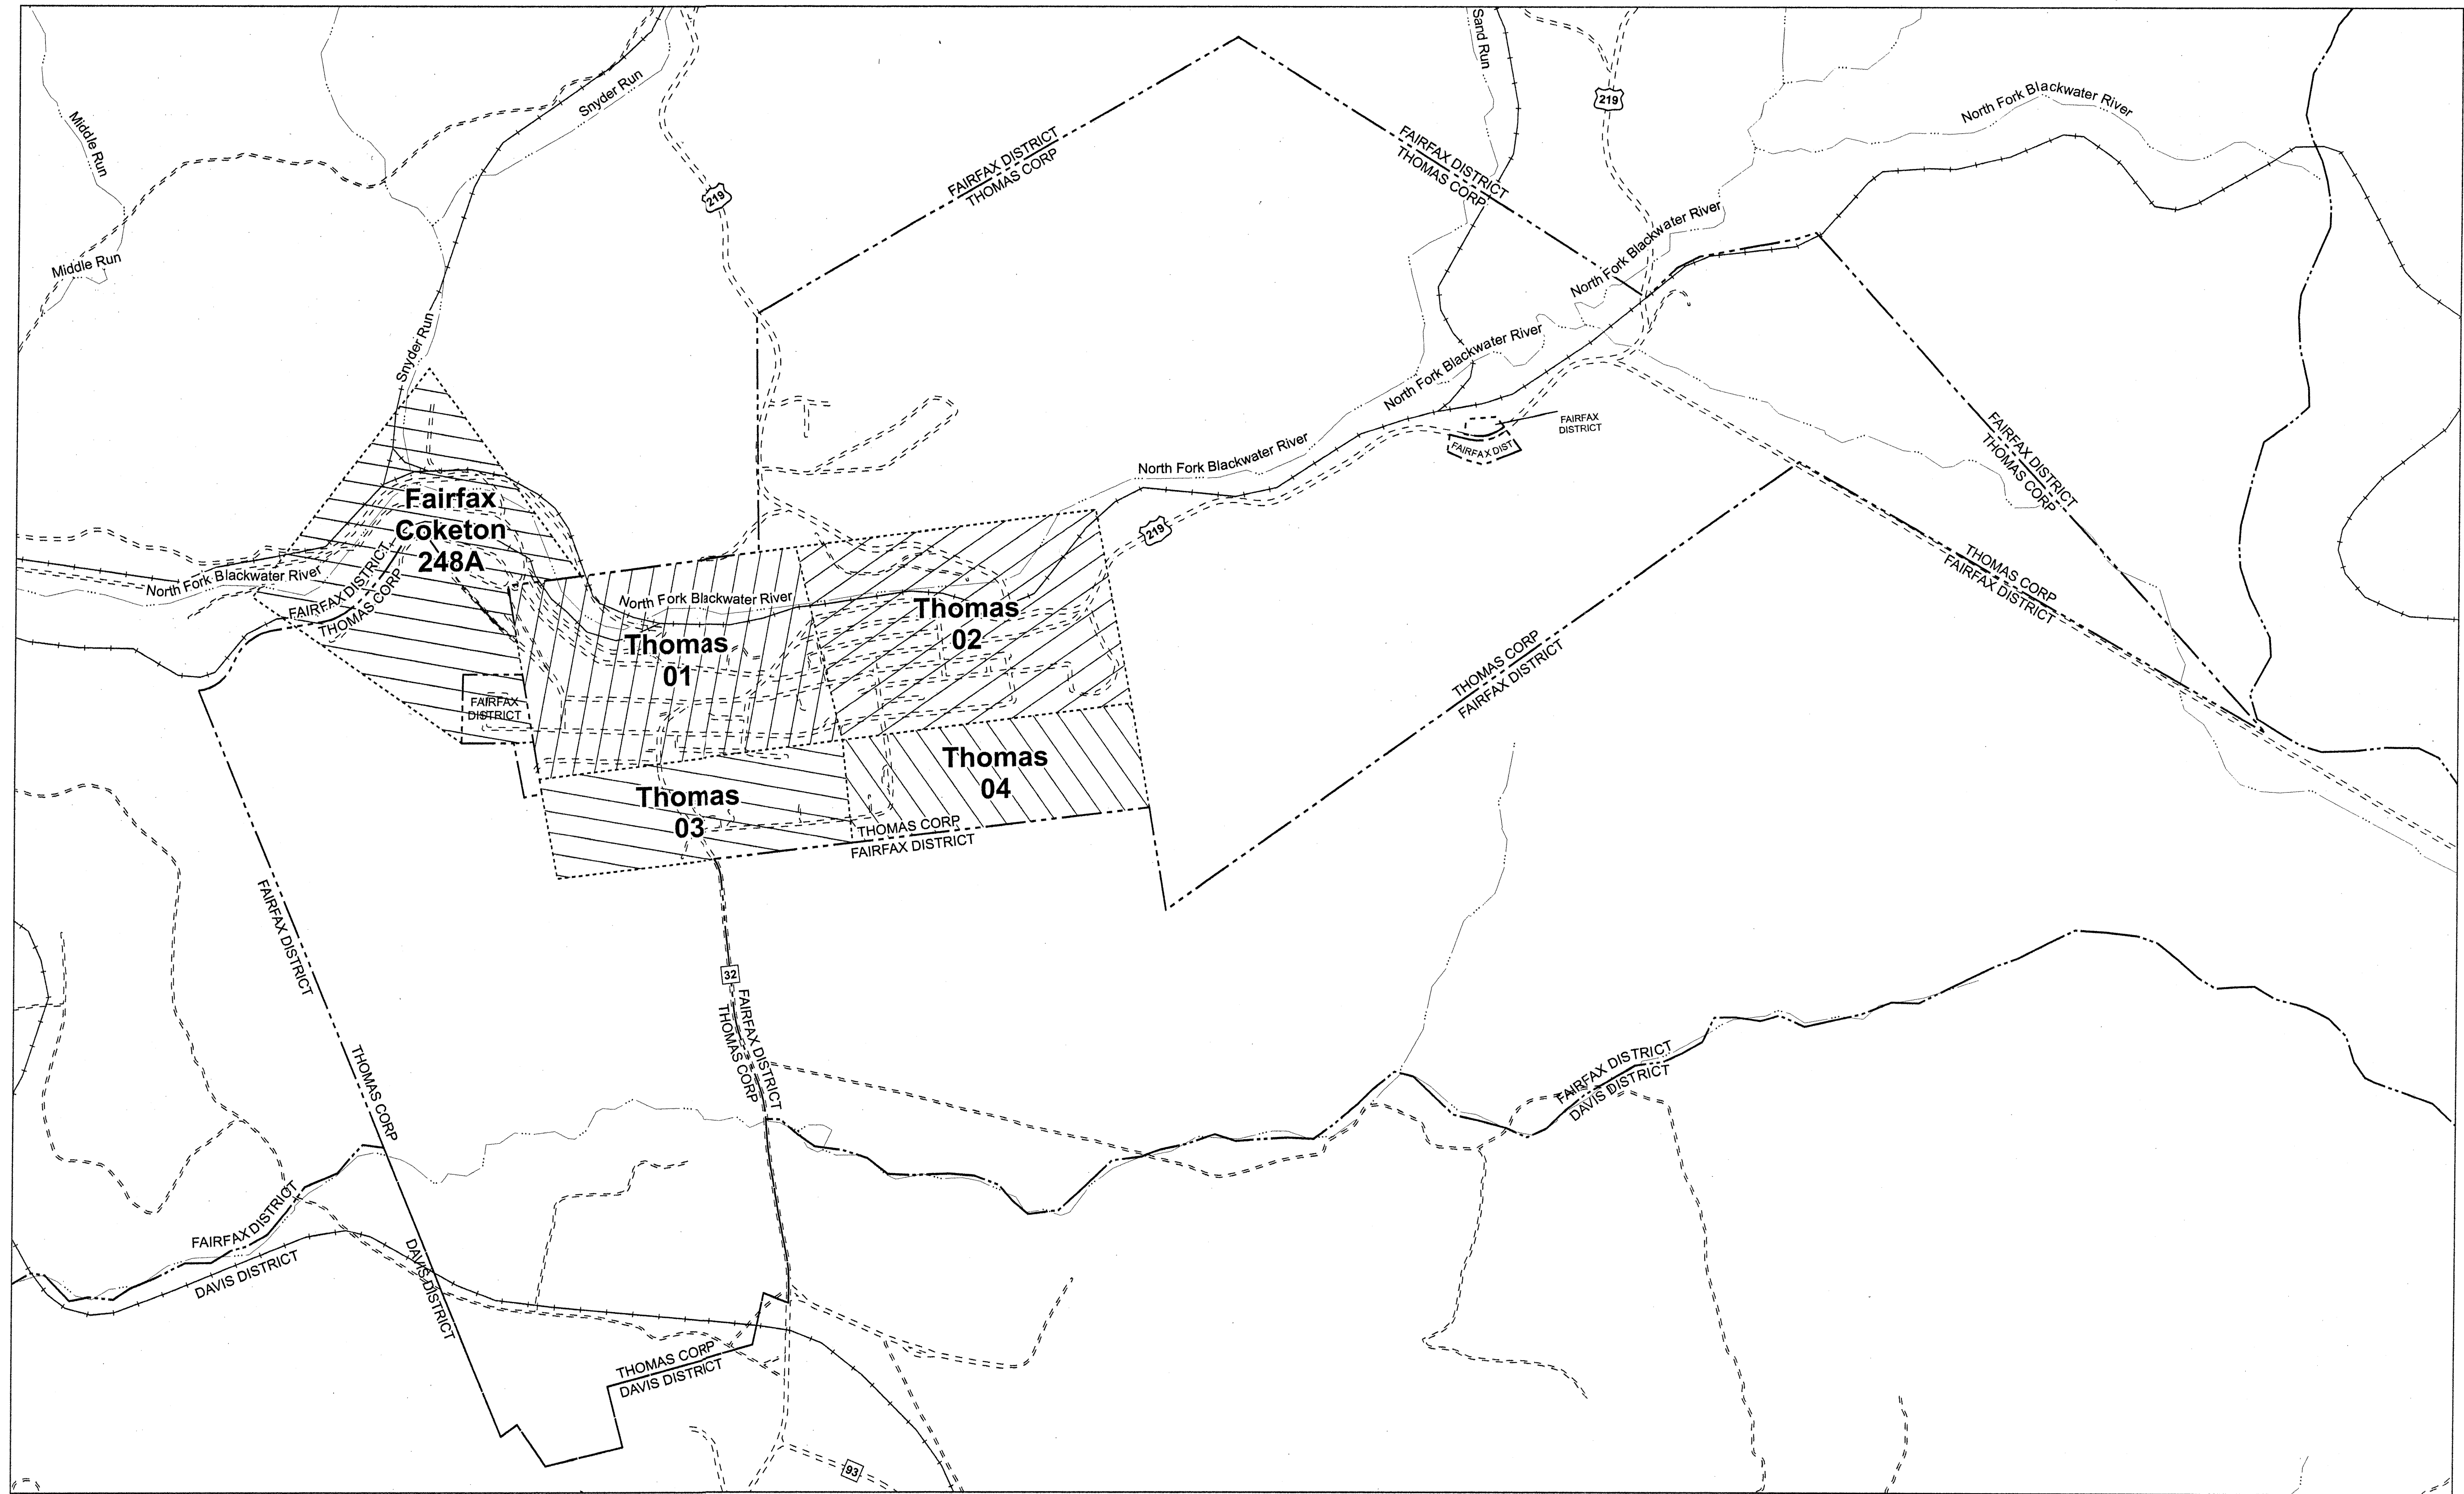 Sand Run
Snyder Run
219
North Fork Blackwater River
Middle Run
FAIRFAX DISTRICT
THOMAS CORP
FAIRFAX DISTRICT
THOMAS CORP
219
North Fork Blackwater River
Middle Run
Snyder Run
North Fork Blackwater River
North Fork Blackwater River
FAIRFAX
DISTRICT
FAIRFAX DIST
FAIRFAX DISTRICT
THOMAS CORP
Fairfax
Coketon
248A
219
North Fork Blackwater River
FAIRFAX DISTRICT
THOMAS CORP
North Fork Blackwater River
Thomas
01
Thomas
02
THOMAS CORP
FAIRFAX DISTRICT
THOMAS CORP
FAIRFAX DISTRICT
FAIRFAX
DISTRICT
Thomas
03
Thomas
04
THOMAS CORP
FAIRFAX DISTRICT
FAIRFAX DISTRICT
32
FAIRFAX DISTRICT
THOMAS CORP
THOMAS CORP
FAIRFAX DISTRICT
DAVIS DISTRICT
FAIRFAX DISTRICT
DAVIS DISTRICT
DAVIS DISTRICT
THOMAS CORP
DAVIS DISTRICT
93